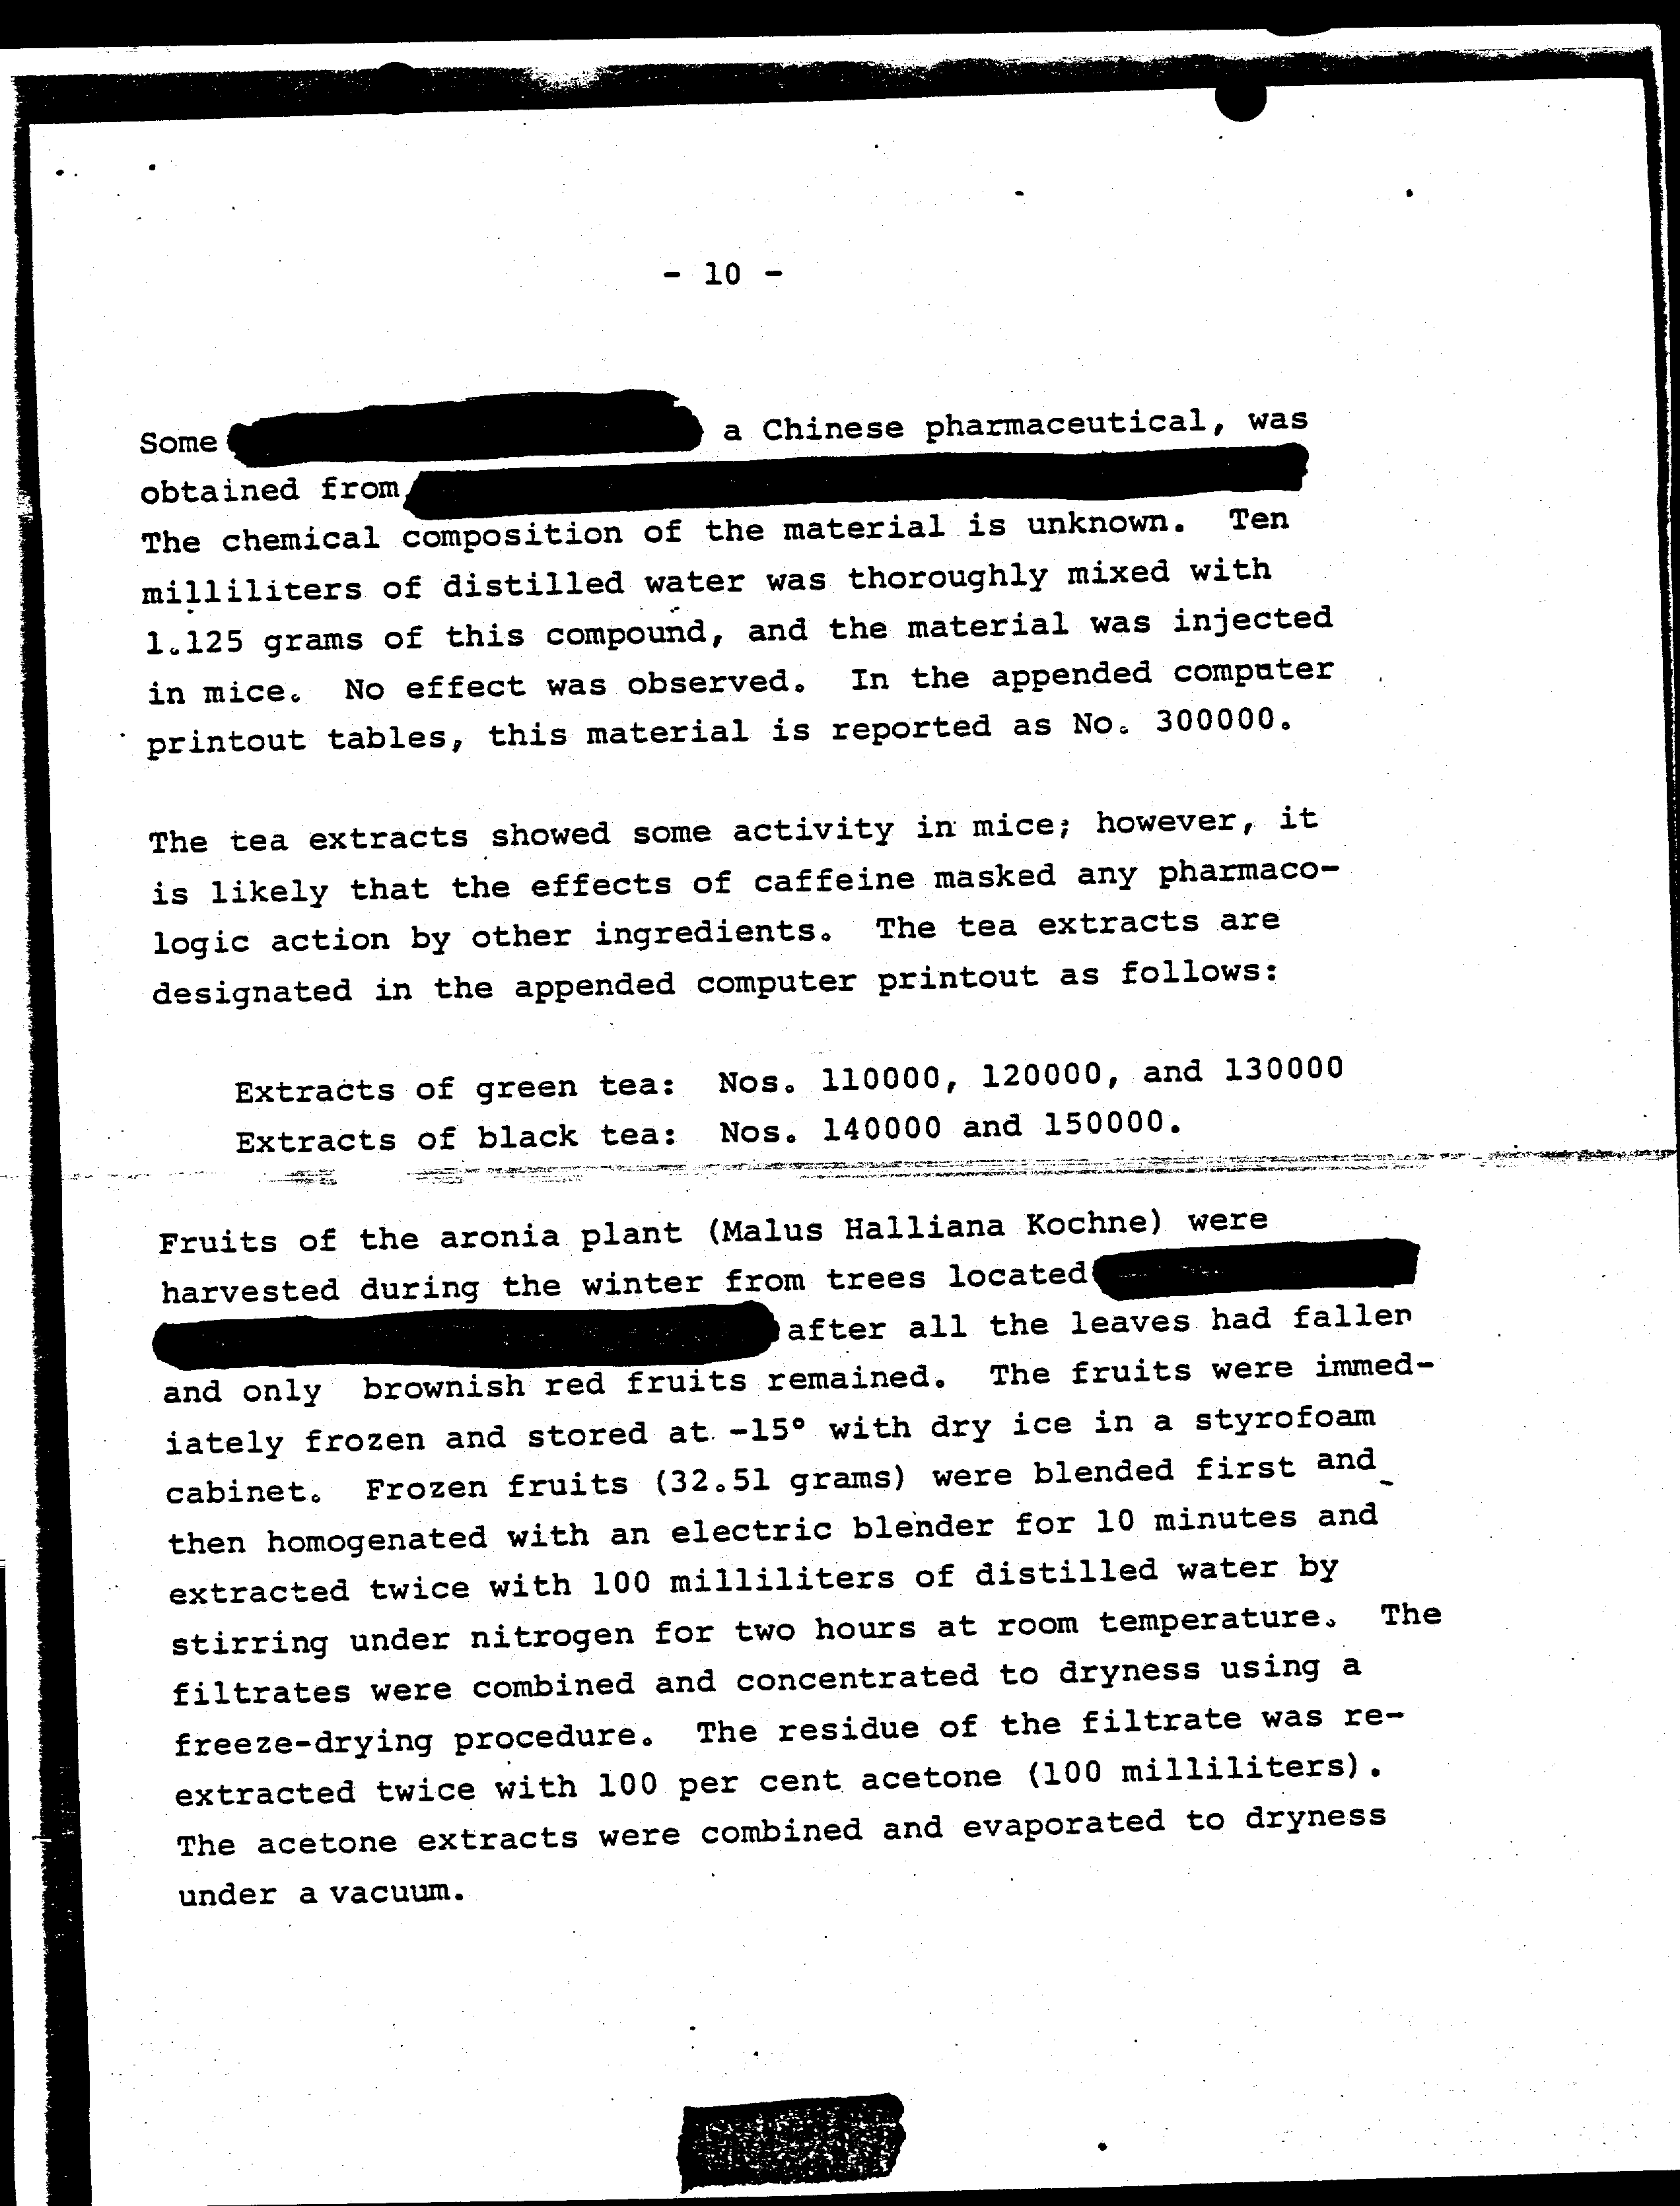 - 10 -
Some a Chinese pharmaceutical, was
obtained from
The chemical composition of the material is unknown. Ten
milliliters of distilled water was thoroughly mixed with
1.125 grams of this compound, and the material was injected
in mice. No effect was observed. In the appended computer
printout tables, this material is reported as No. 300000.
The tea extracts showed some activity in mice; however, it
is likely that the effects of caffeine masked any pharmaco-
logic action by other ingredients. The tea extracts are
designated in the appended computer printout as follows:
Extracts of green tea: Nos. 110000, 120000, and 130000
Extracts of black tea: Nos. 140000 and 150000.
Fruits of the aronia plant (Malus Halliana Kochne) were
harvested during the winter from trees located
after all the leaves had fallen
and only brownish red fruits remained. The fruits were immed-
iately frozen and stored at -15° with dry ice in a styrofoam
cabinet. Frozen fruits (32.51 grams) were blended first and
then homogenated with an electric blender for 10 minutes and
extracted twice with 100 milliliters of distilled water by
stirring under nitrogen for two hours at room temperature. The
filtrates were combined and concentrated to dryness using a
freeze-drying procedure. The residue of the filtrate was re-
extracted twice with 100 per cent acetone (100 milliliters).
The acetone extracts were combined and evaporated to dryness
under a vacuum.